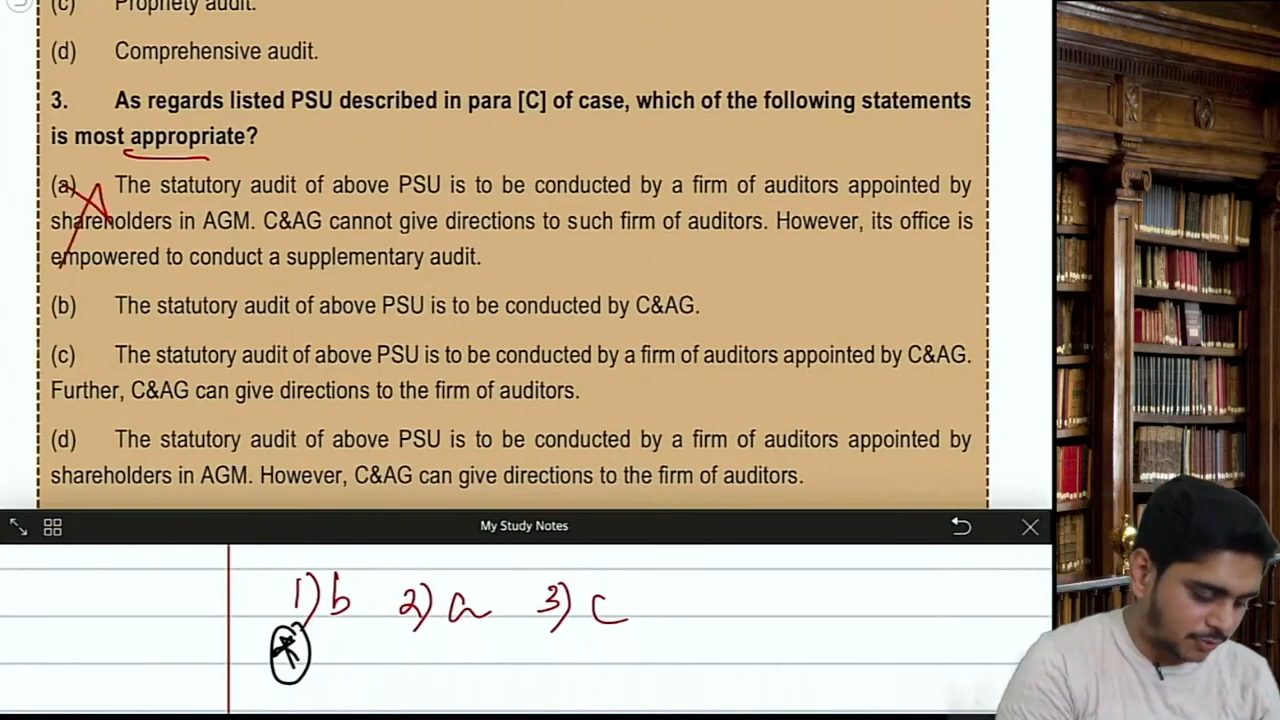 (c) Propriety audit.
(d) Comprehensive audit.
3. As regards listed PSU described in para [C] of case, which of the following statements
is most appropriate?
(a) The statutory audit of above PSU is to be conducted by a firm of auditors appointed by
shareholders in AGM. C&AG cannot give directions to such firm of auditors. However, its office is
empowered to conduct a supplementary audit.
(b) The statutory audit of above PSU is to be conducted by C&AG.
(c) The statutory audit of above PSU is to be conducted by a firm of auditors appointed by C&AG.
Further, C&AG can give directions to the firm of auditors.
(d) The statutory audit of above PSU is to be conducted by a firm of auditors appointed by
shareholders in AGM. However, C&AG can give directions to the firm of auditors.
My Study Notes
1) b 2) a 3) c